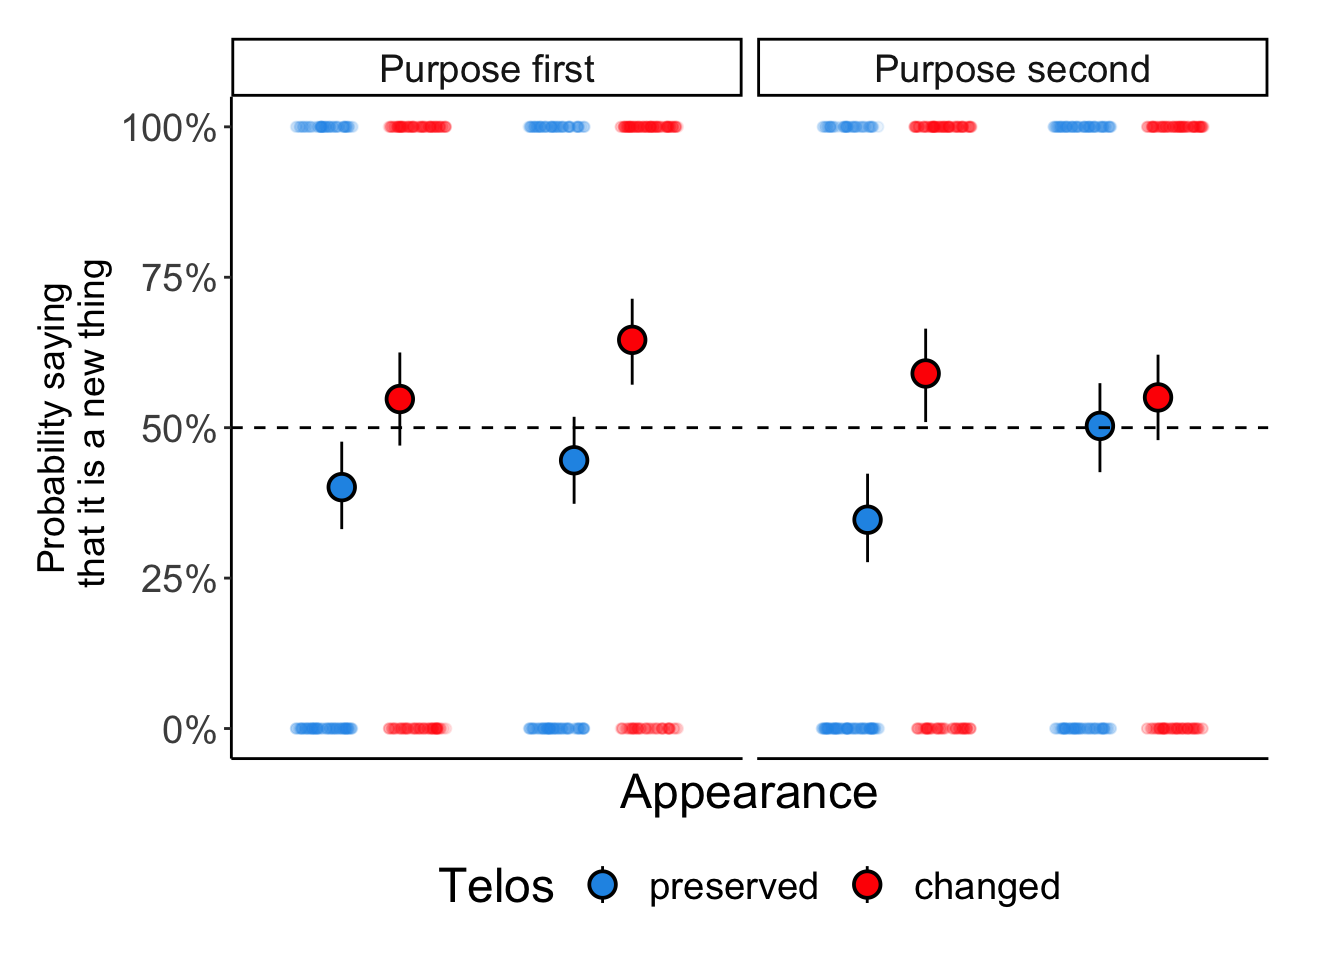 Purpose first
Purpose second
100%
75%
50%
25%
0%
Probability saying
that it is a new thing
Appearance
Telos
preserved
changed